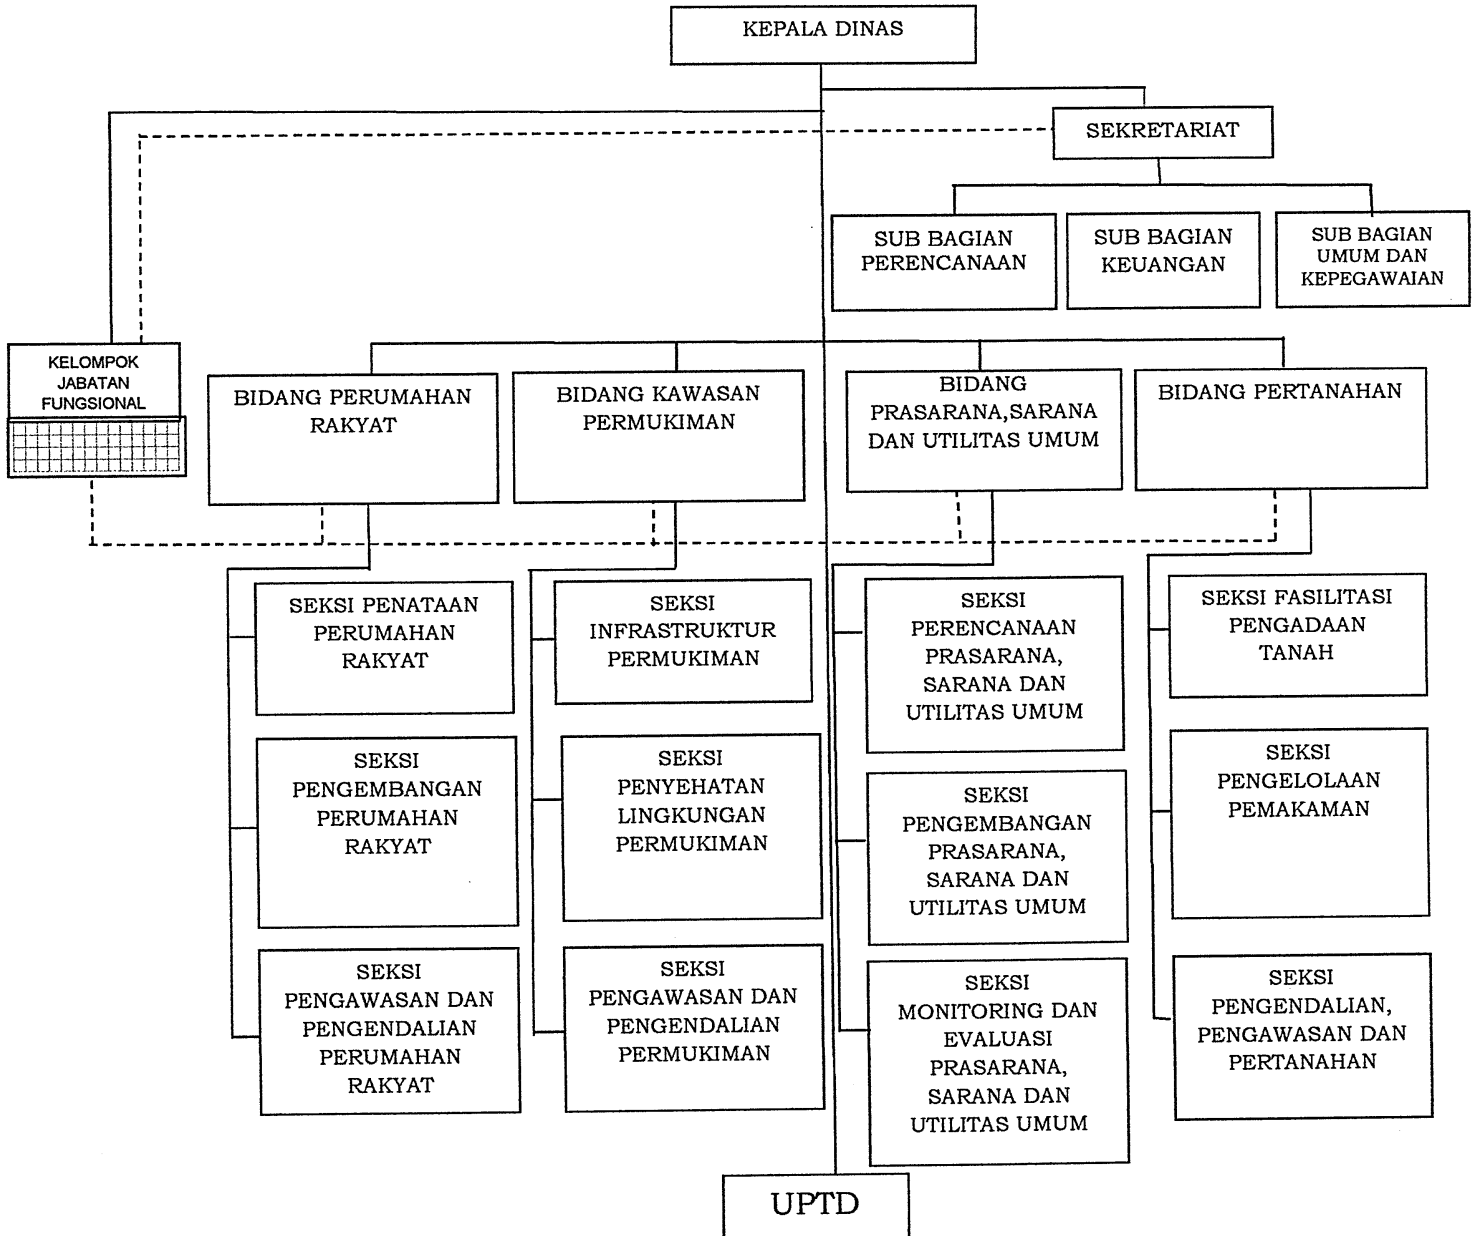 KEPALA DINAS
SEKRETARIAT
SUB BAGIAN
PERENCANAAN
SUB BAGIAN
KEUANGAN
SUB BAGIAN
UMUM DAN
KEPEGAWAIAN
KELOMPOK
JABATAN
FUNGSIONAL
BIDANG PERUMAHAN
RAKYAT
BIDANG KAWASAN
PERMUKIMAN
BIDANG
PRASARANA,SARANA
DAN UTILITAS UMUM
BIDANG PERTANAHAN
SEKSI PENATAAN
PERUMAHAN
RAKYAT
SEKSI
PENGEMBANGAN
PERUMAHAN
RAKYAT
SEKSI
PENGAWASAN DAN
PENGENDALIAN
PERUMAHAN
RAKYAT
SEKSI
INFRASTRUKTUR
PERMUKIMAN
SEKSI
PENYEHATAN
LINGKUNGAN
PERMUKIMAN
SEKSI
PENGAWASAN DAN
PENGENDALIAN
PERMUKIMAN
SEKSI
PERENCANAAN
PRASARANA,
SARANA DAN
UTILITAS UMUM
SEKSI
PENGEMBANGAN
PRASARANA,
SARANA DAN
UTILITAS UMUM
SEKSI
MONITORING DAN
EVALUASI
PRASARANA,
SARANA DAN
UTILITAS UMUM
SEKSI FASILITASI
PENGADAAN
TANAH
SEKSI
PENGELOLAAN
PEMAKAMAN
SEKSI
PENGENDALIAN,
PENGAWASAN DAN
PERTANAHAN
UPTD